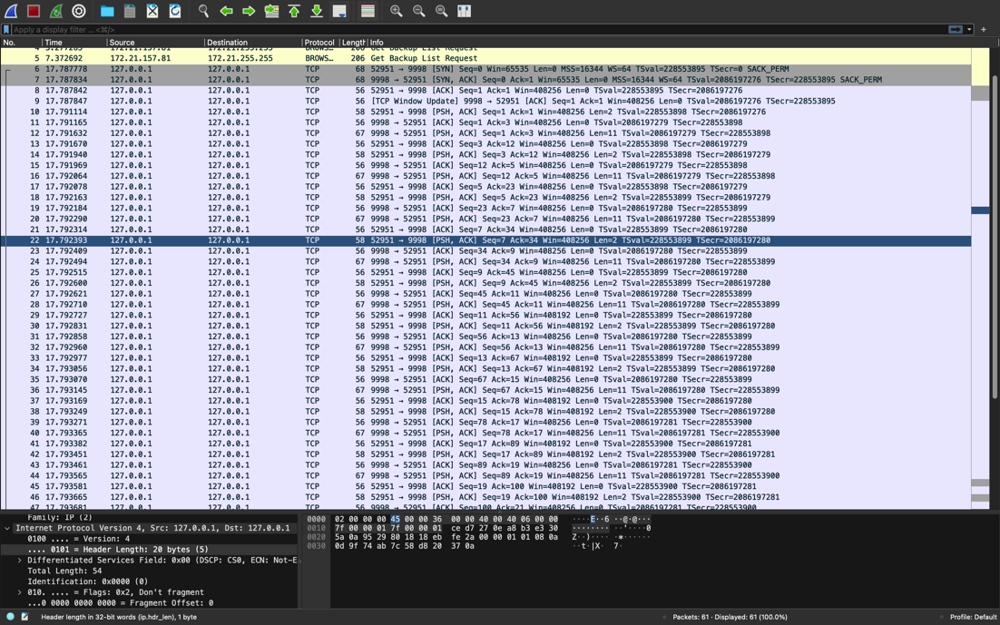 Apply a display filter ... <⌘/>
No. Time Source Destination Protocol Length Info
5 7.372692 172.21.157.81 172.21.255.255 BROWS… 206 Get Backup List Request
6 17.787778 127.0.0.1 127.0.0.1 TCP 68 52951 → 9998 [SYN] Seq=0 Win=65535 Len=0 MSS=16344 WS=64 TSval=228553895 TSecr=0 SACK_PERM
7 17.787834 127.0.0.1 127.0.0.1 TCP 68 9998 → 52951 [SYN, ACK] Seq=0 Ack=1 Win=65535 Len=0 MSS=16344 WS=64 TSval=2086197276 TSecr=228553895 SACK_PERM
8 17.787842 127.0.0.1 127.0.0.1 TCP 56 52951 → 9998 [ACK] Seq=1 Ack=1 Win=408256 Len=0 TSval=228553895 TSecr=2086197276
9 17.787847 127.0.0.1 127.0.0.1 TCP 56 [TCP Window Update] 9998 → 52951 [ACK] Seq=1 Ack=1 Win=408256 Len=0 TSval=2086197276 TSecr=228553895
10 17.791114 127.0.0.1 127.0.0.1 TCP 58 52951 → 9998 [PSH, ACK] Seq=1 Ack=1 Win=408256 Len=2 TSval=228553898 TSecr=2086197276
11 17.791165 127.0.0.1 127.0.0.1 TCP 56 9998 → 52951 [ACK] Seq=1 Ack=3 Win=408256 Len=0 TSval=2086197279 TSecr=228553898
12 17.791632 127.0.0.1 127.0.0.1 TCP 67 9998 → 52951 [PSH, ACK] Seq=1 Ack=3 Win=408256 Len=11 TSval=2086197279 TSecr=228553898
13 17.791670 127.0.0.1 127.0.0.1 TCP 56 52951 → 9998 [ACK] Seq=3 Ack=12 Win=408256 Len=0 TSval=228553898 TSecr=2086197279
14 17.791940 127.0.0.1 127.0.0.1 TCP 58 52951 → 9998 [PSH, ACK] Seq=3 Ack=12 Win=408256 Len=2 TSval=228553898 TSecr=2086197279
15 17.791969 127.0.0.1 127.0.0.1 TCP 56 9998 → 52951 [ACK] Seq=12 Ack=5 Win=408256 Len=0 TSval=2086197279 TSecr=228553898
16 17.792064 127.0.0.1 127.0.0.1 TCP 67 9998 → 52951 [PSH, ACK] Seq=12 Ack=5 Win=408256 Len=11 TSval=2086197279 TSecr=228553898
17 17.792078 127.0.0.1 127.0.0.1 TCP 56 52951 → 9998 [ACK] Seq=5 Ack=23 Win=408256 Len=0 TSval=228553898 TSecr=2086197279
18 17.792163 127.0.0.1 127.0.0.1 TCP 58 52951 → 9998 [PSH, ACK] Seq=5 Ack=23 Win=408256 Len=2 TSval=228553898 TSecr=2086197279
19 17.792184 127.0.0.1 127.0.0.1 TCP 56 9998 → 52951 [ACK] Seq=23 Ack=7 Win=408256 Len=0 TSval=2086197280 TSecr=228553898
20 17.792290 127.0.0.1 127.0.0.1 TCP 67 9998 → 52951 [PSH, ACK] Seq=23 Ack=7 Win=408256 Len=11 TSval=2086197280 TSecr=228553898
21 17.792314 127.0.0.1 127.0.0.1 TCP 56 52951 → 9998 [ACK] Seq=7 Ack=34 Win=408256 Len=0 TSval=228553899 TSecr=2086197280
22 17.792393 127.0.0.1 127.0.0.1 TCP 58 52951 → 9998 [PSH, ACK] Seq=7 Ack=34 Win=408256 Len=2 TSval=228553899 TSecr=2086197280
23 17.792409 127.0.0.1 127.0.0.1 TCP 56 9998 → 52951 [ACK] Seq=34 Ack=9 Win=408256 Len=0 TSval=2086197280 TSecr=228553899
24 17.792494 127.0.0.1 127.0.0.1 TCP 67 9998 → 52951 [PSH, ACK] Seq=34 Ack=9 Win=408256 Len=11 TSval=2086197280 TSecr=228553899
25 17.792515 127.0.0.1 127.0.0.1 TCP 56 52951 → 9998 [ACK] Seq=9 Ack=45 Win=408256 Len=0 TSval=228553899 TSecr=2086197280
26 17.792600 127.0.0.1 127.0.0.1 TCP 58 52951 → 9998 [PSH, ACK] Seq=9 Ack=45 Win=408256 Len=2 TSval=228553899 TSecr=2086197280
27 17.792621 127.0.0.1 127.0.0.1 TCP 56 9998 → 52951 [ACK] Seq=45 Ack=11 Win=408256 Len=0 TSval=2086197280 TSecr=228553899
28 17.792710 127.0.0.1 127.0.0.1 TCP 67 9998 → 52951 [PSH, ACK] Seq=45 Ack=11 Win=408256 Len=11 TSval=2086197280 TSecr=228553899
29 17.792727 127.0.0.1 127.0.0.1 TCP 56 52951 → 9998 [ACK] Seq=11 Ack=56 Win=408192 Len=0 TSval=228553899 TSecr=2086197280
30 17.792831 127.0.0.1 127.0.0.1 TCP 58 52951 → 9998 [PSH, ACK] Seq=11 Ack=56 Win=408192 Len=2 TSval=228553899 TSecr=2086197280
31 17.792858 127.0.0.1 127.0.0.1 TCP 56 9998 → 52951 [ACK] Seq=56 Ack=13 Win=408256 Len=0 TSval=2086197280 TSecr=228553899
32 17.792960 127.0.0.1 127.0.0.1 TCP 67 9998 → 52951 [PSH, ACK] Seq=56 Ack=13 Win=408256 Len=11 TSval=2086197280 TSecr=228553899
33 17.792977 127.0.0.1 127.0.0.1 TCP 56 52951 → 9998 [ACK] Seq=13 Ack=67 Win=408192 Len=0 TSval=228553899 TSecr=2086197280
34 17.793056 127.0.0.1 127.0.0.1 TCP 58 52951 → 9998 [PSH, ACK] Seq=13 Ack=67 Win=408192 Len=2 TSval=228553899 TSecr=2086197280
35 17.793070 127.0.0.1 127.0.0.1 TCP 56 9998 → 52951 [ACK] Seq=67 Ack=15 Win=408256 Len=0 TSval=2086197280 TSecr=228553899
36 17.793145 127.0.0.1 127.0.0.1 TCP 67 9998 → 52951 [PSH, ACK] Seq=67 Ack=15 Win=408256 Len=11 TSval=2086197280 TSecr=228553899
37 17.793169 127.0.0.1 127.0.0.1 TCP 56 52951 → 9998 [ACK] Seq=15 Ack=78 Win=408192 Len=0 TSval=228553900 TSecr=2086197280
38 17.793249 127.0.0.1 127.0.0.1 TCP 58 52951 → 9998 [PSH, ACK] Seq=15 Ack=78 Win=408192 Len=2 TSval=228553900 TSecr=2086197280
39 17.793271 127.0.0.1 127.0.0.1 TCP 56 9998 → 52951 [ACK] Seq=78 Ack=17 Win=408256 Len=0 TSval=2086197281 TSecr=228553900
40 17.793365 127.0.0.1 127.0.0.1 TCP 67 9998 → 52951 [PSH, ACK] Seq=78 Ack=17 Win=408256 Len=11 TSval=2086197281 TSecr=228553900
41 17.793382 127.0.0.1 127.0.0.1 TCP 56 52951 → 9998 [ACK] Seq=17 Ack=89 Win=408192 Len=0 TSval=228553900 TSecr=2086197281
42 17.793451 127.0.0.1 127.0.0.1 TCP 58 52951 → 9998 [PSH, ACK] Seq=17 Ack=89 Win=408192 Len=2 TSval=228553900 TSecr=2086197281
43 17.793461 127.0.0.1 127.0.0.1 TCP 56 9998 → 52951 [ACK] Seq=89 Ack=19 Win=408256 Len=0 TSval=2086197281 TSecr=228553900
44 17.793565 127.0.0.1 127.0.0.1 TCP 67 9998 → 52951 [PSH, ACK] Seq=89 Ack=19 Win=408256 Len=11 TSval=2086197281 TSecr=228553900
45 17.793581 127.0.0.1 127.0.0.1 TCP 56 52951 → 9998 [ACK] Seq=19 Ack=100 Win=408192 Len=0 TSval=228553900 TSecr=2086197281
46 17.793665 127.0.0.1 127.0.0.1 TCP 58 52951 → 9998 [PSH, ACK] Seq=19 Ack=100 Win=408192 Len=2 TSval=228553900 TSecr=2086197281
47 17.793681 127.0.0.1 127.0.0.1 TCP 56 9998 → 52951 [ACK] Seq=100 Ack=21 Win=408256 Len=0 TSval=2086197281 TSecr=228553900
Family: IP (2)
Internet Protocol Version 4, Src: 127.0.0.1, Dst: 127.0.0.1
0100 .... = Version: 4
.... 0101 = Header Length: 20 bytes (5)
Differentiated Services Field: 0x00 (DSCP: CS0, ECN: Not-E
Total Length: 54
Identification: 0x0000 (0)
010. .... = Flags: 0x2, Don't fragment
...0 0000 0000 0000 = Fragment Offset: 0
0000 02 00 00 00 45 00 00 36 00 00 40 00 40 06 00 00 ····E··6 ··@·@···
0010 7f 00 00 01 7f 00 00 01 ce d7 27 0e a8 b3 e3 30 ········ ··'····0
0020 5a 0a 95 29 80 18 18 eb fe 2a 00 00 01 01 08 0a Z··)···· ·*······
0030 0d 9f 74 ab 7c 58 d8 20 37 0a ··t·|X· 7·
Header length in 32-bit words (ip.hdr_len), 1 byte
Packets: 61 · Displayed: 61 (100.0%)
Profile: Default